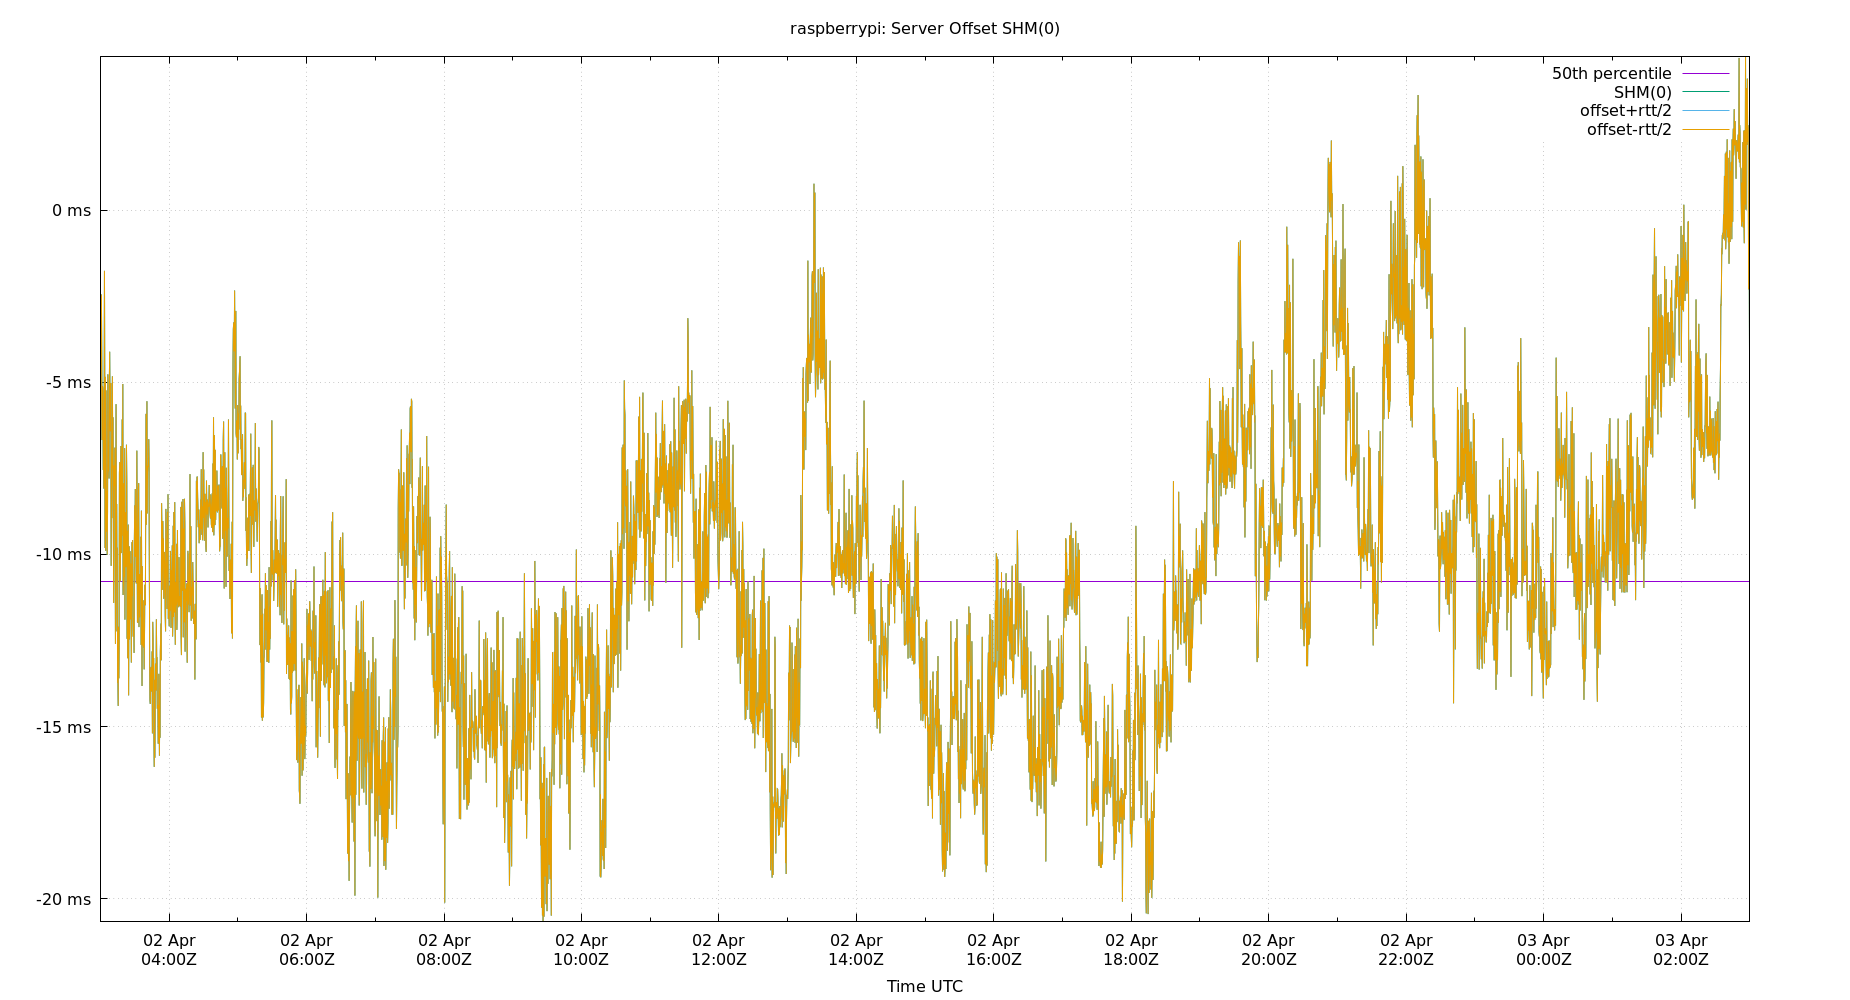 raspberrypi: Server Offset SHM(0)
50th percentile
SHM(0)
offset+rtt/2
offset-rtt/2
0 ms
-5 ms
-10 ms
-15 ms
-20 ms
02 Apr 02 Apr 02 Apr 02 Apr 02 Apr 02 Apr 02 Apr 02 Apr 02 Apr 02 Apr 03 Apr 03 Apr
04:00Z 06:00Z 08:00Z 10:00Z 12:00Z 14:00Z 16:00Z 18:00Z 20:00Z 22:00Z 00:00Z 02:00Z
Time UTC